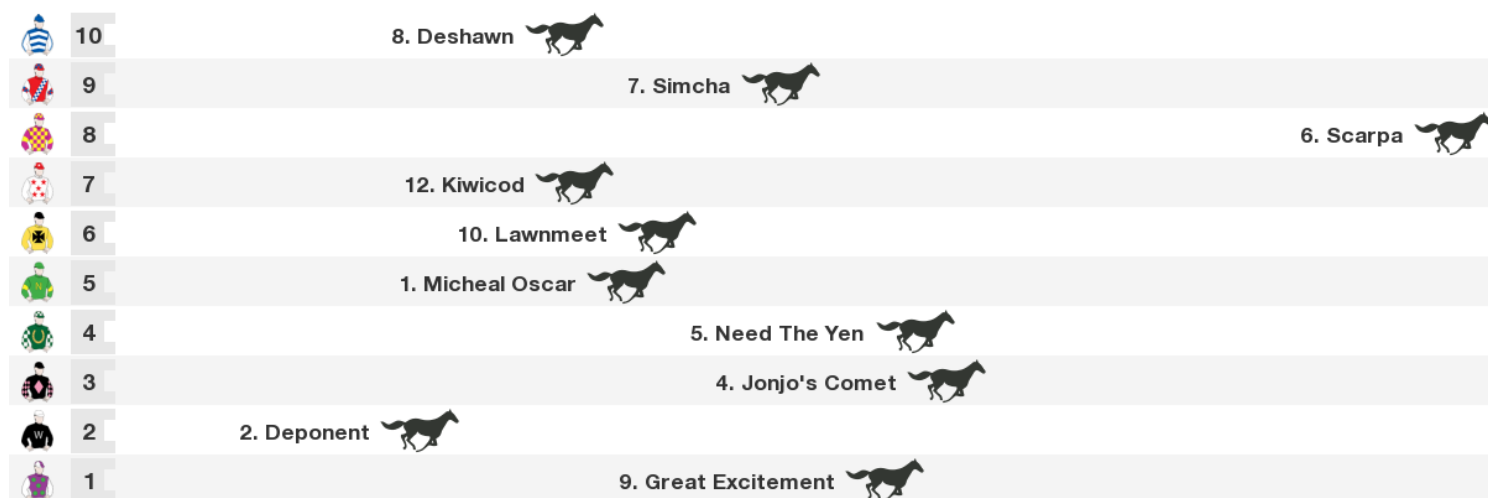 10 8. Deshawn
9 7. Simcha
8 6. Scarpa
7 12. Kiwicod
6 10. Lawnmeet
5 1. Micheal Oscar
N
4 5. Need The Yen
3 4. Jonjo's Comet
2 2. Deponent
W
1 9. Great Excitement